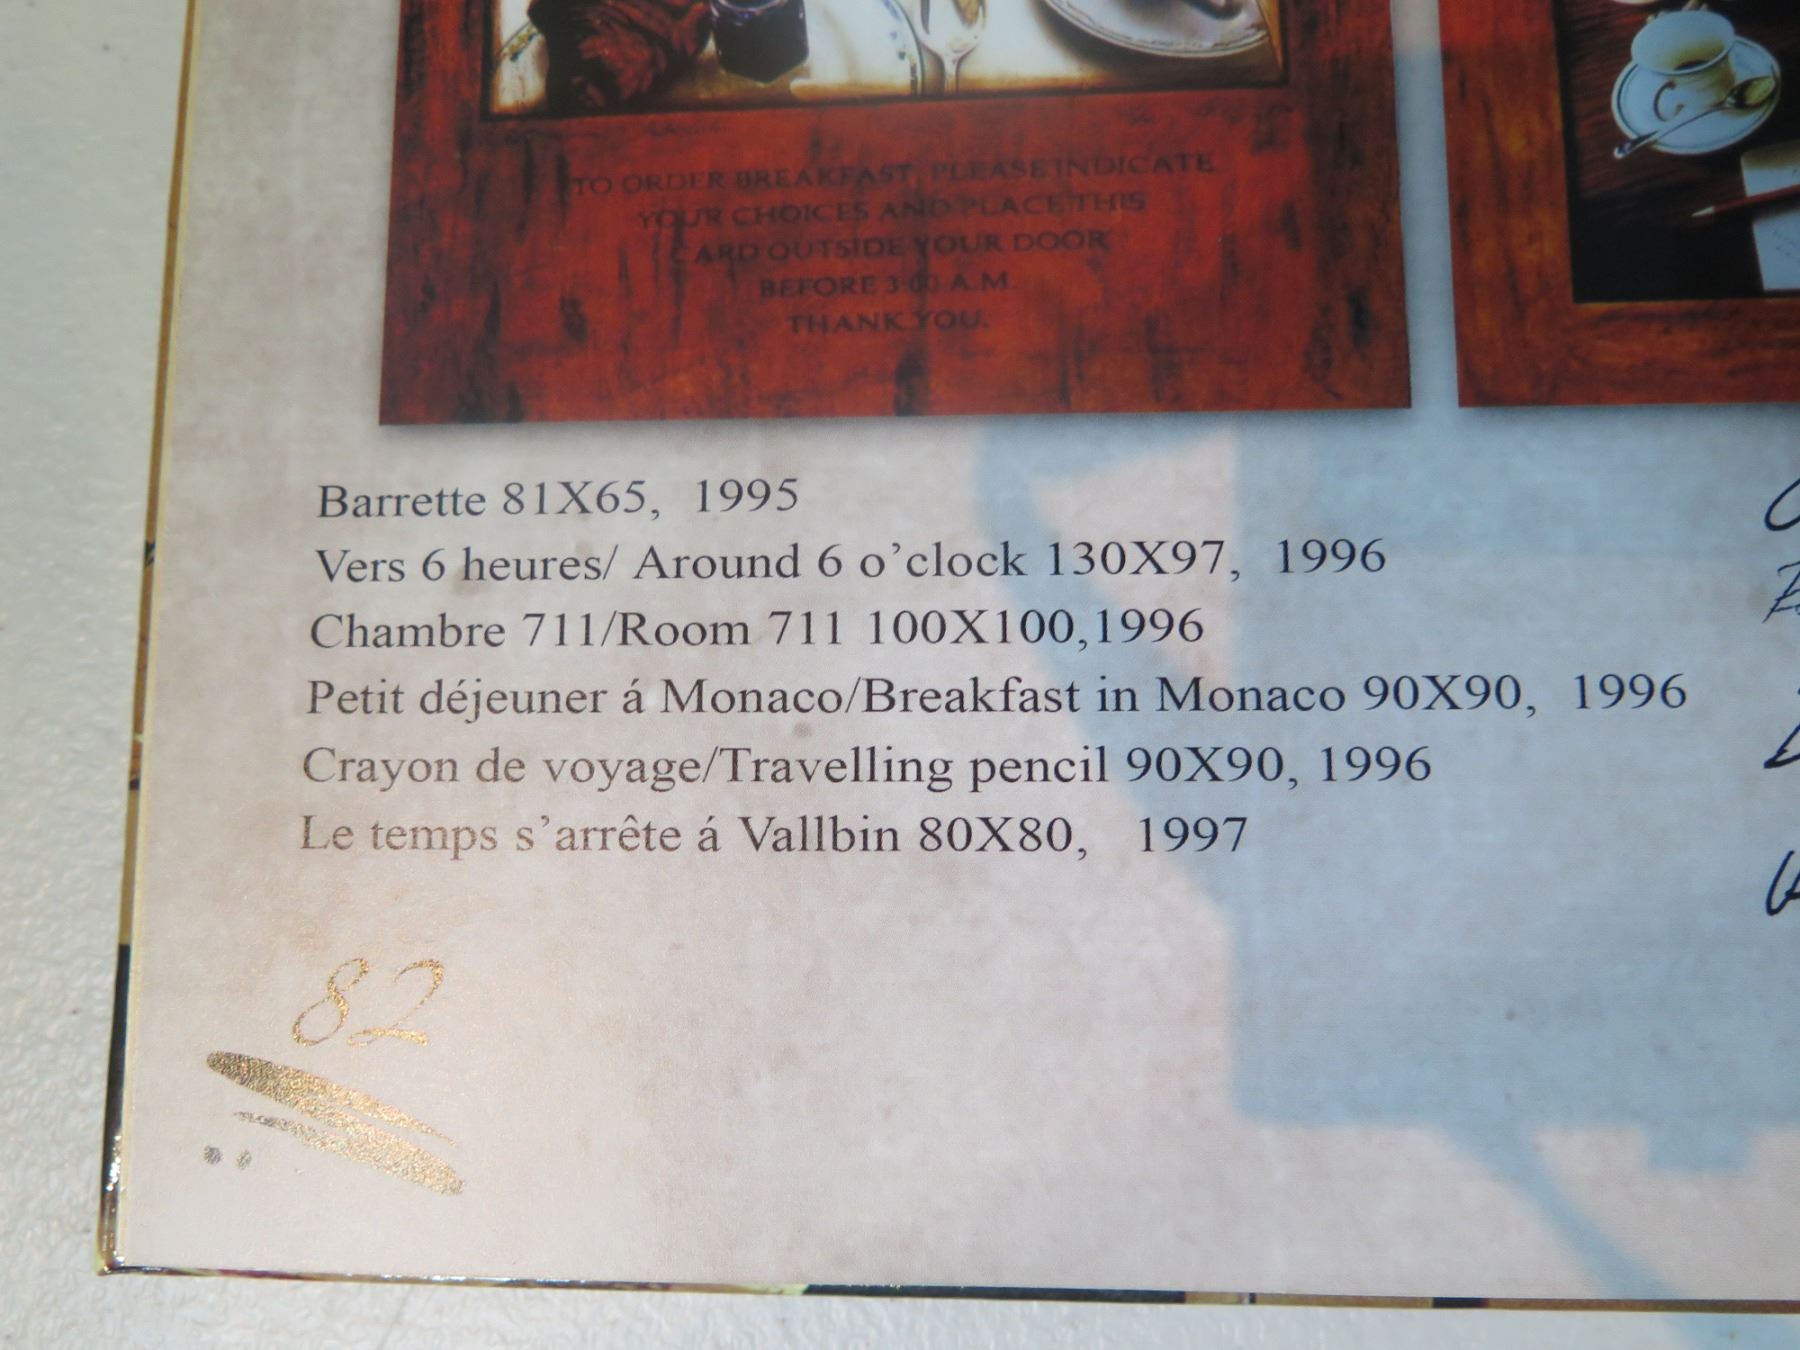 TO ORDER BREAKFAST, PLEASE INDICATE
YOUR CHOICES AND PLACE THIS
CARD OUTSIDE YOUR DOOR
BEFORE 3:00 A.M.
THANK YOU.
Barrette 81X65, 1995
Vers 6 heures/ Around 6 o’clock 130X97, 1996
Chambre 711/Room 711 100X100,1996
Petit déjeuner á Monaco/Breakfast in Monaco 90X90, 1996
Crayon de voyage/Travelling pencil 90X90, 1996
Le temps s’arrête á Vallbin 80X80, 1997
82